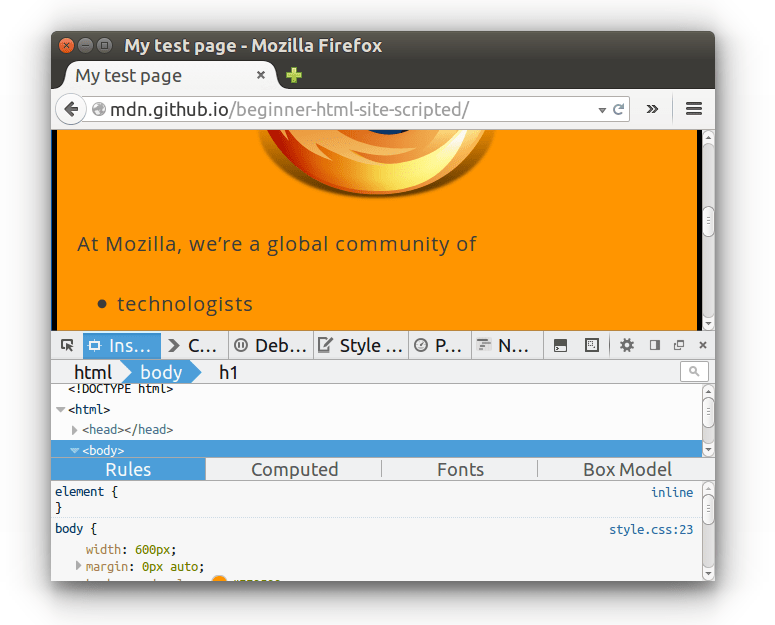 My test page - Mozilla Firefox
My test page
mdn.github.io/beginner-html-site-scripted/
At Mozilla, we’re a global community of
• technologists
Ins... C... Deb... Style ... P... N...
html body h1
<!DOCTYPE html>
<html>
<head></head>
<body>
Rules Computed Fonts Box Model
element { inline
}
body { style.css:23
width: 600px;
margin: 0px auto;